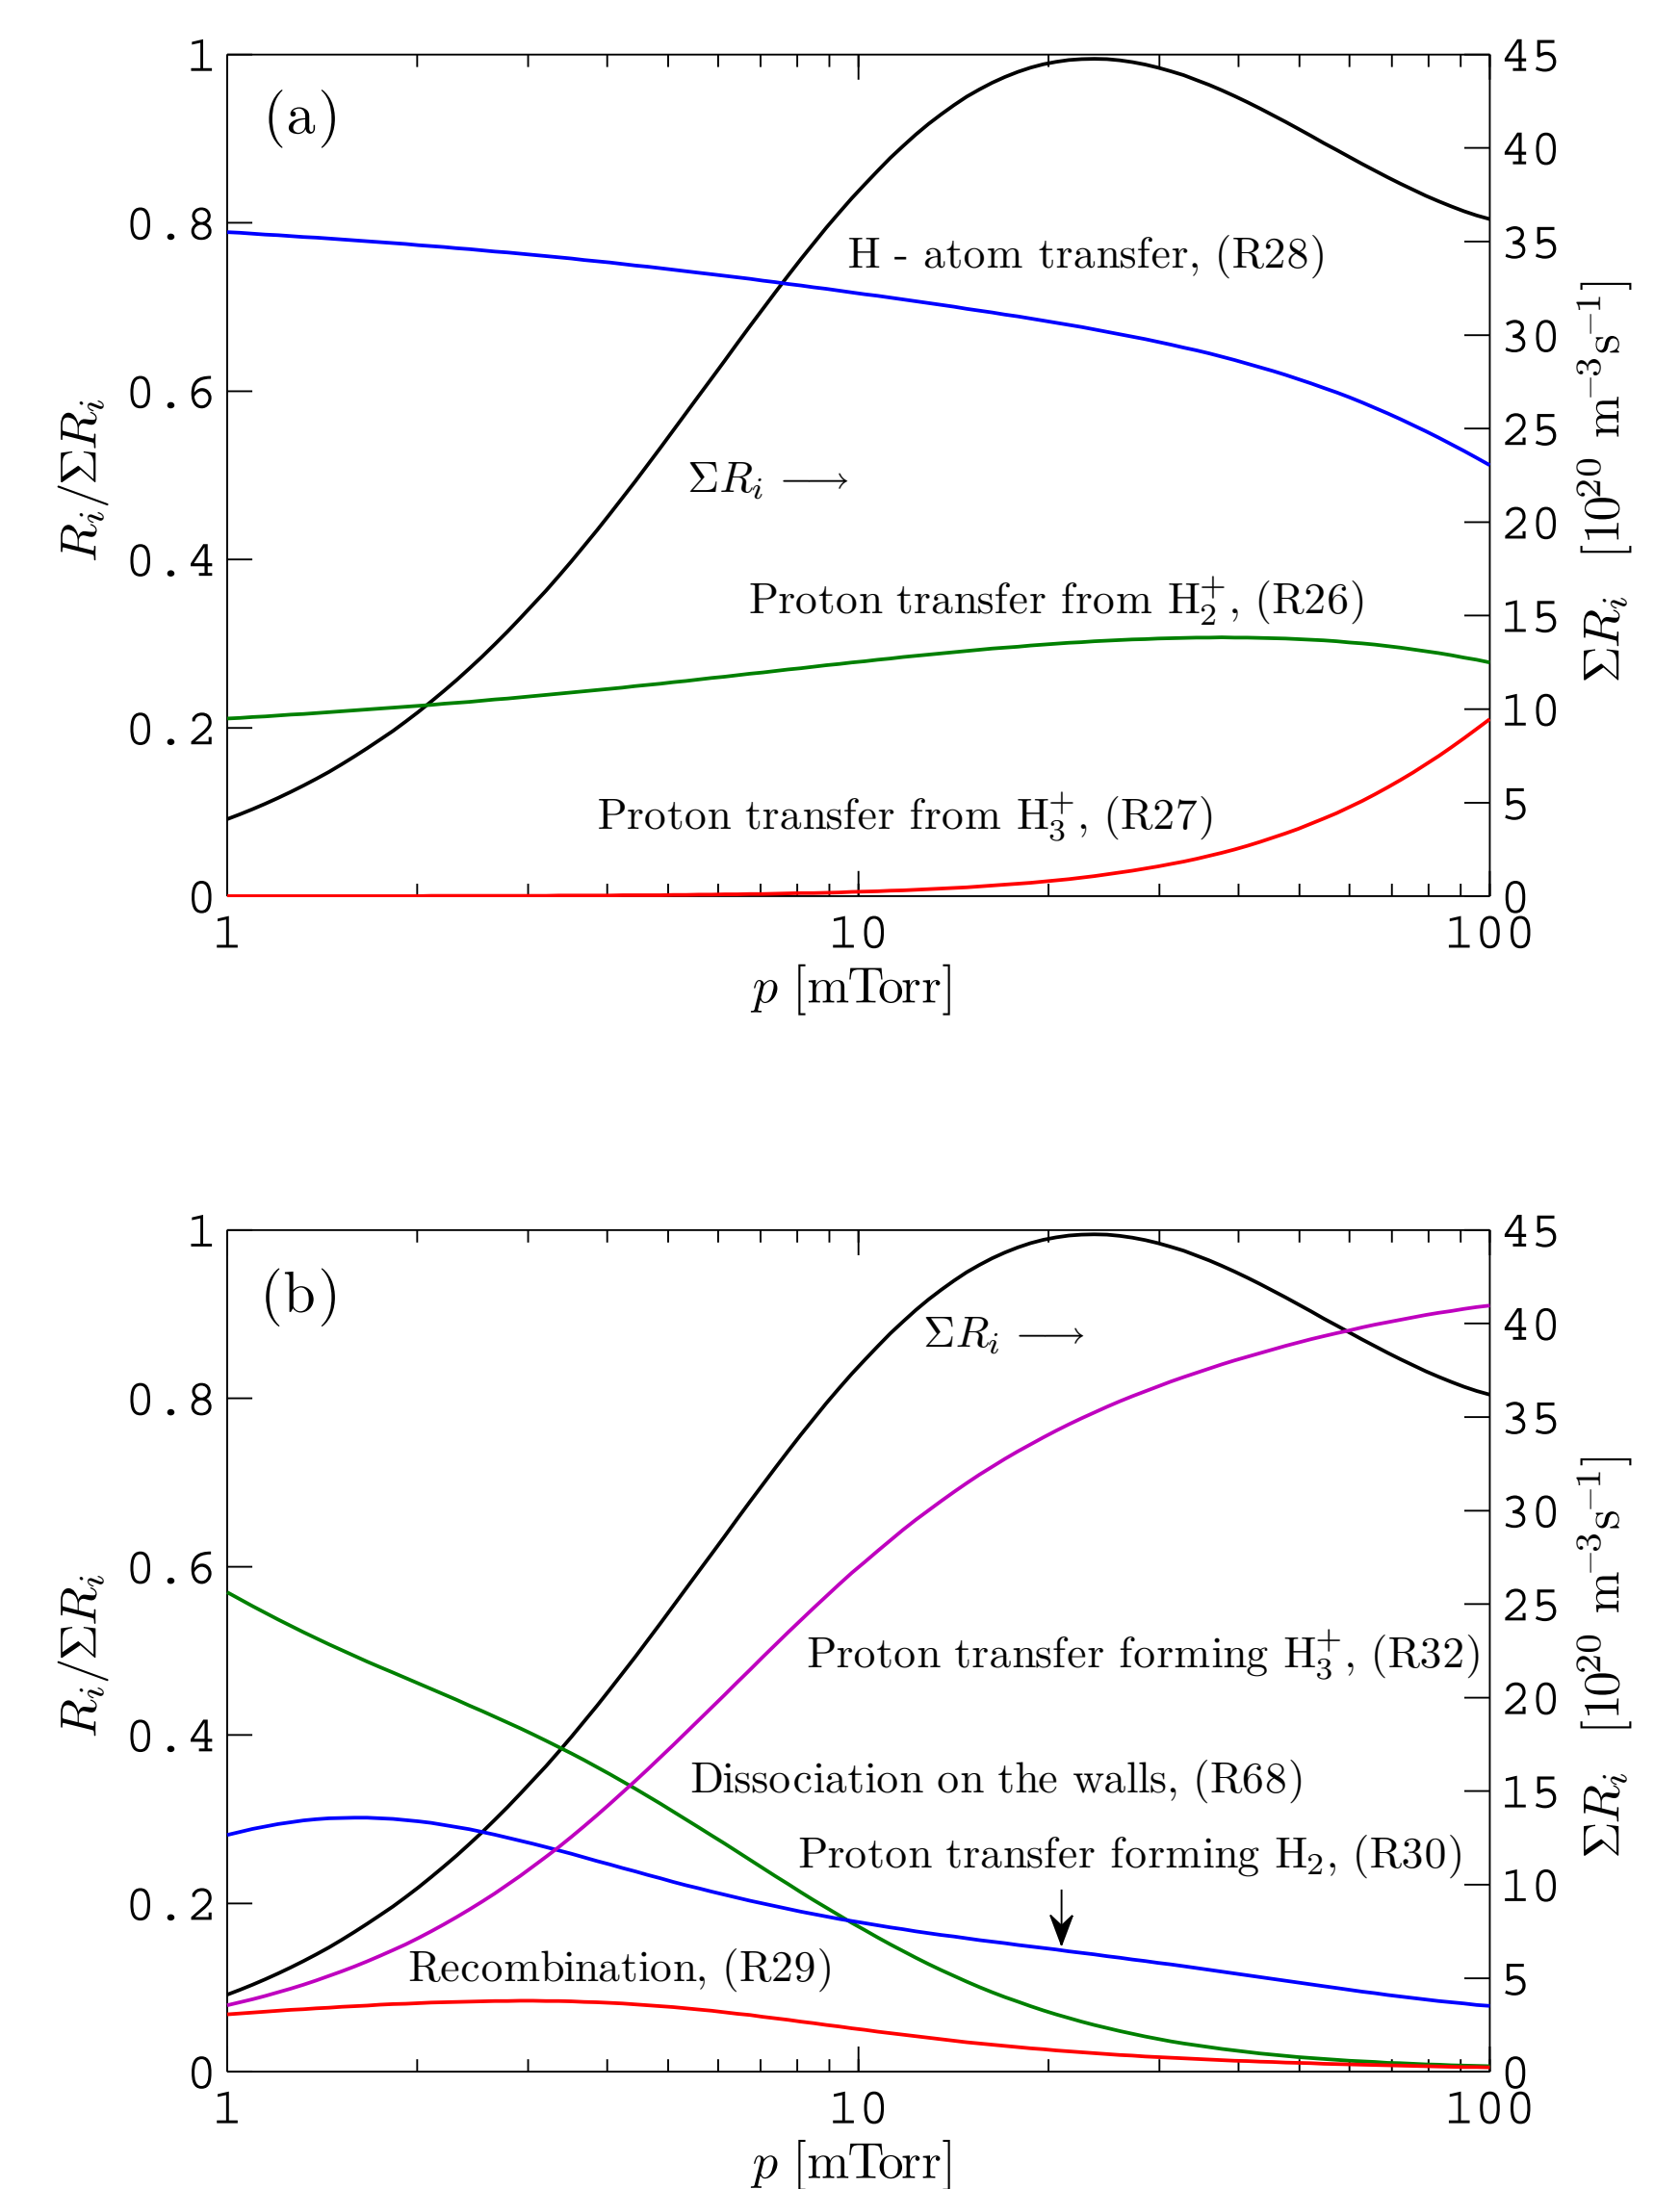 (a)
1
0.8
0.6
0.4
0.2
0
R_i/ΣR_i
45
40
35
30
25
20
15
10
5
0
ΣR_i [10^20 m^−3 s^−1]
H - atom transfer, (R28)
ΣR_i ⟶
Proton transfer from H_2^+, (R26)
Proton transfer from H_3^+, (R27)
1 10 100
p [mTorr]
(b)
1
0.8
0.6
0.4
0.2
0
R_i/ΣR_i
45
40
35
30
25
20
15
10
5
0
ΣR_i [10^20 m^−3 s^−1]
ΣR_i ⟶
Proton transfer forming H_3^+, (R32)
Dissociation on the walls, (R68)
Proton transfer forming H_2, (R30)
Recombination, (R29)
1 10 100
p [mTorr]